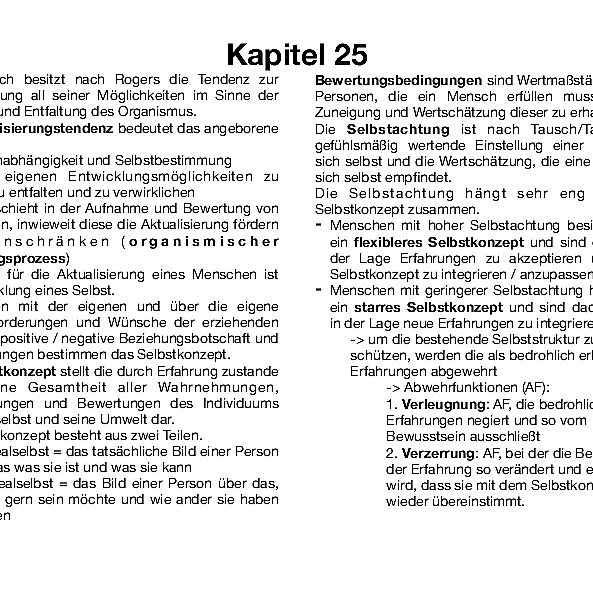 Kapitel 25
ch besitzt nach Rogers die Tendenz zur
ung all seiner Möglichkeiten im Sinne der
und Entfaltung des Organismus.
isierungstendenz bedeutet das angeborene
nabhängigkeit und Selbstbestimmung
eigenen Entwicklungsmöglichkeiten zu
u entfalten und zu verwirklichen
schieht in der Aufnahme und Bewertung von
n, inwieweit diese die Aktualisierung fördern
nschränken (organismischer
gsprozess)
für die Aktualisierung eines Menschen ist
klung eines Selbst.
en mit der eigenen und über die eigene
orderungen und Wünsche der erziehenden
positive / negative Beziehungsbotschaft und
ungen bestimmen das Selbstkonzept.
tkonzept stellt die durch Erfahrung zustande
ne Gesamtheit aller Wahrnehmungen,
ungen und Bewertungen des Individuums
selbst und seine Umwelt dar.
konzept besteht aus zwei Teilen.
ealselbst = das tatsächliche Bild einer Person
as was sie ist und was sie kann
ealselbst = das Bild einer Person über das,
gern sein möchte und wie ander sie haben
en
Bewertungsbedingungen sind Wertmaßstä
Personen, die ein Mensch erfüllen mus
Zuneigung und Wertschätzung dieser zu erha
Die Selbstachtung ist nach Tausch/Ta
gefühlsmäßig wertende Einstellung einer
sich selbst und die Wertschätzung, die eine
sich selbst empfindet.
Die Selbstachtung hängt sehr eng
Selbstkonzept zusammen.
- Menschen mit hoher Selbstachtung besi
ein flexibleres Selbstkonzept und sind
der Lage Erfahrungen zu akzeptieren
Selbstkonzept zu integrieren / anzupassen
- Menschen mit geringerer Selbstachtung h
ein starres Selbstkonzept und sind dad
in der Lage neue Erfahrungen zu integriere
-> um die bestehende Selbststruktur zu
schützen, werden die als bedrohlich erl
Erfahrungen abgewehrt
-> Abwehrfunktionen (AF):
1. Verleugnung: AF, die bedrohlic
Erfahrungen negiert und so vom
Bewusstsein ausschließt
2. Verzerrung: AF, bei der die Be
der Erfahrung so verändert und e
wird, dass sie mit dem Selbstkon
wieder übereinstimmt.